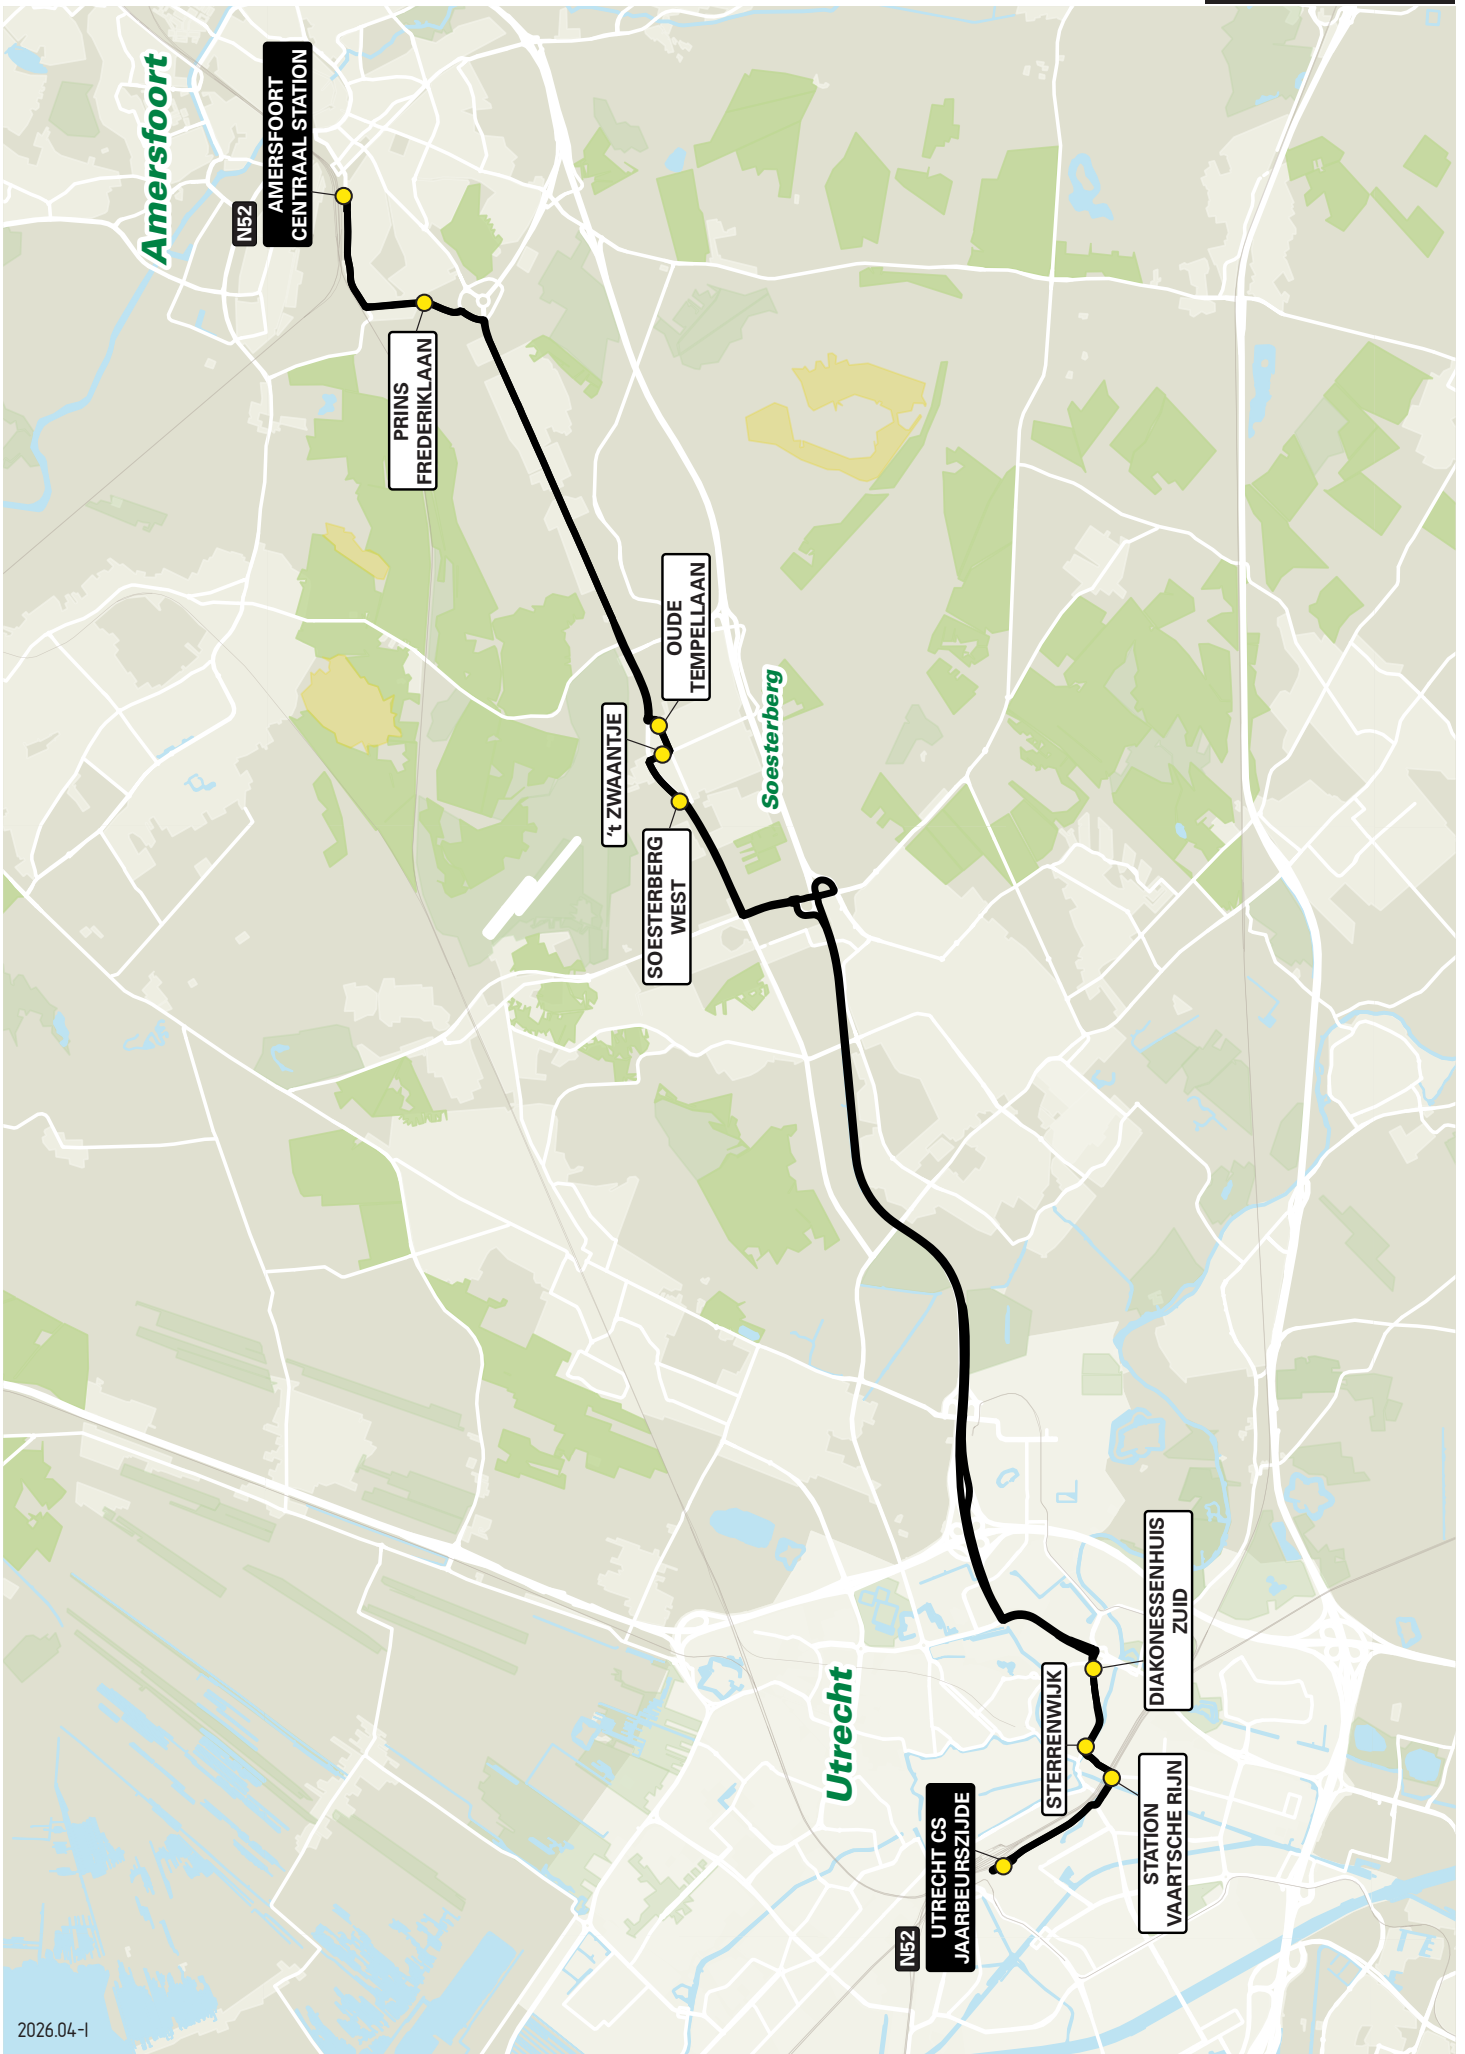 Amersfoort
N52
AMERSFOORT
CENTRAAL STATION
PRINS
FREDERIKLAAN
OUDE
TEMPELLAAN
't ZWAANTJE
Soesterberg
SOESTERBERG
WEST
DIAKONESSENHUIS
ZUID
Utrecht
STERRENWIJK
STATION
VAARTSCHE RIJN
UTRECHT CS
JAARBEURSZIJDE
N52
2026.04-I